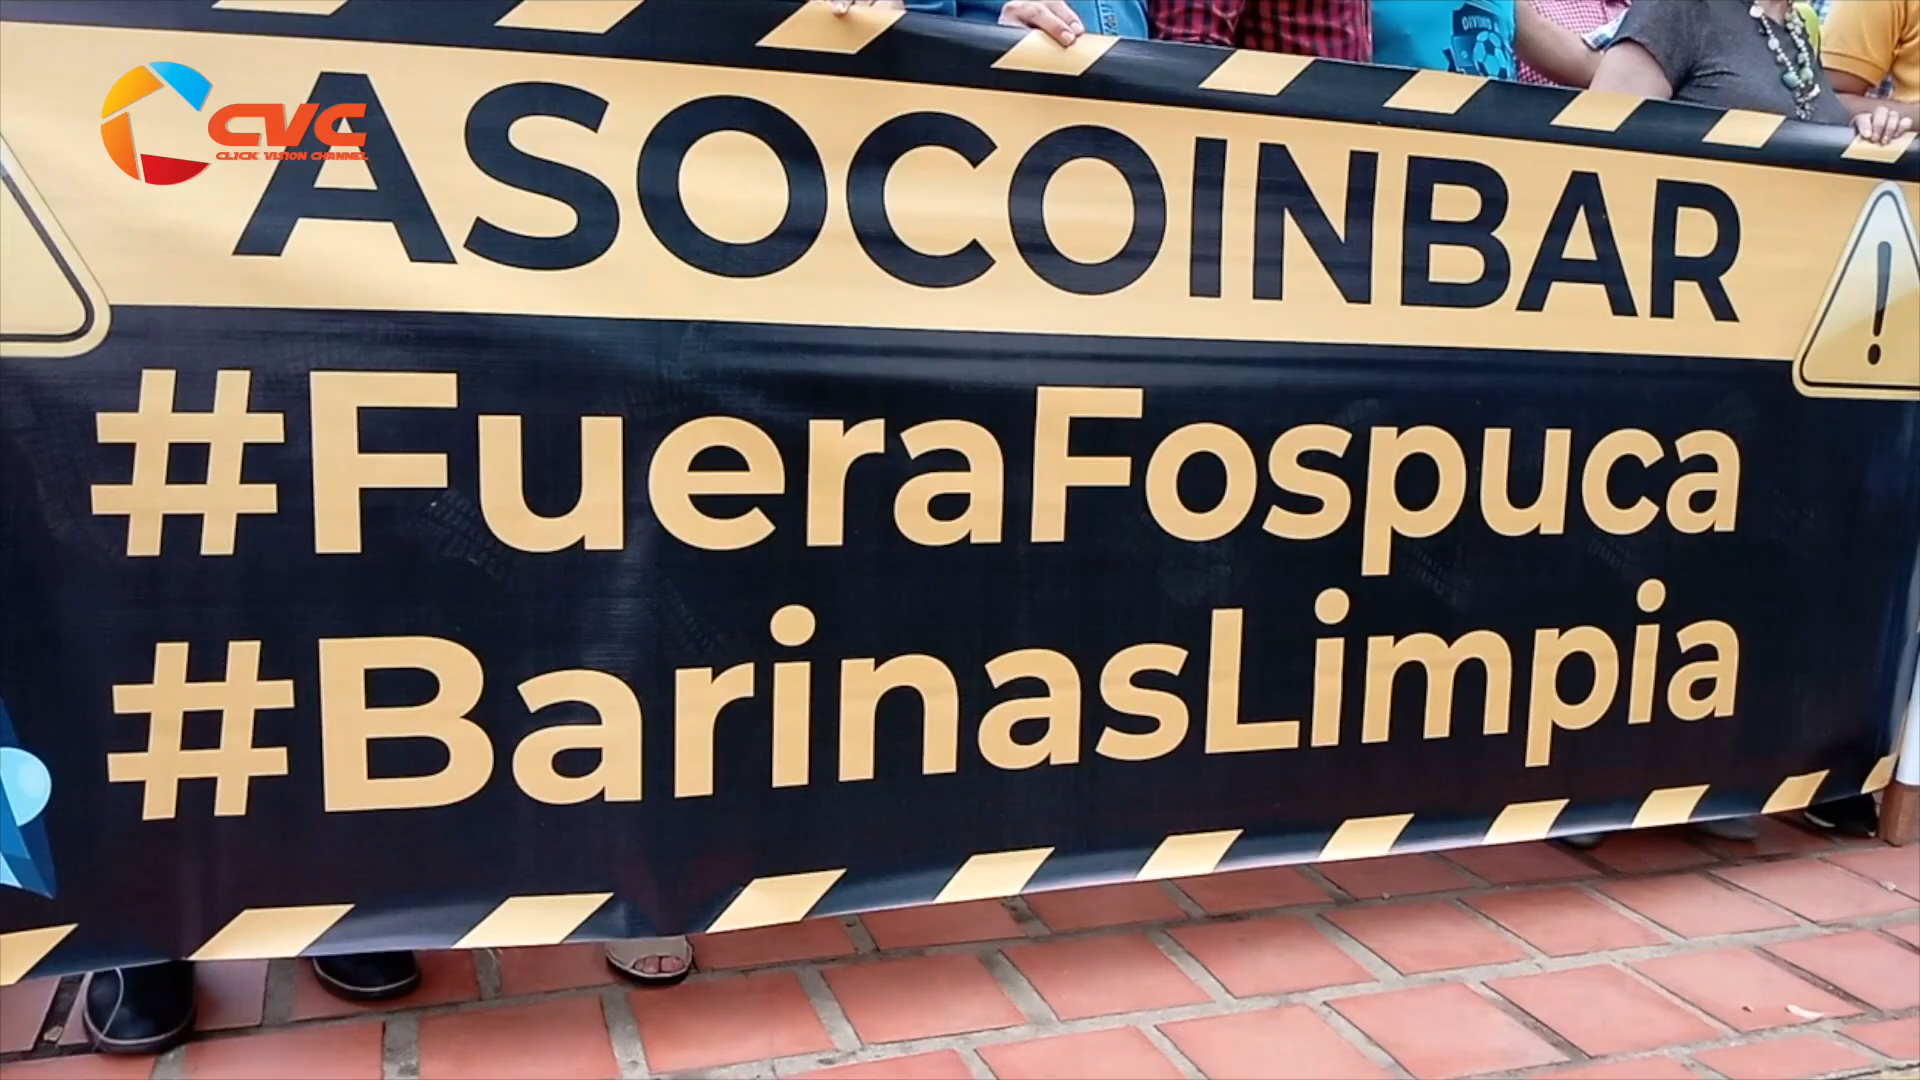 CVC
CLICK VISION CHANNEL
ASOCOINBAR
#FueraFospuca
#BarinasLimpia